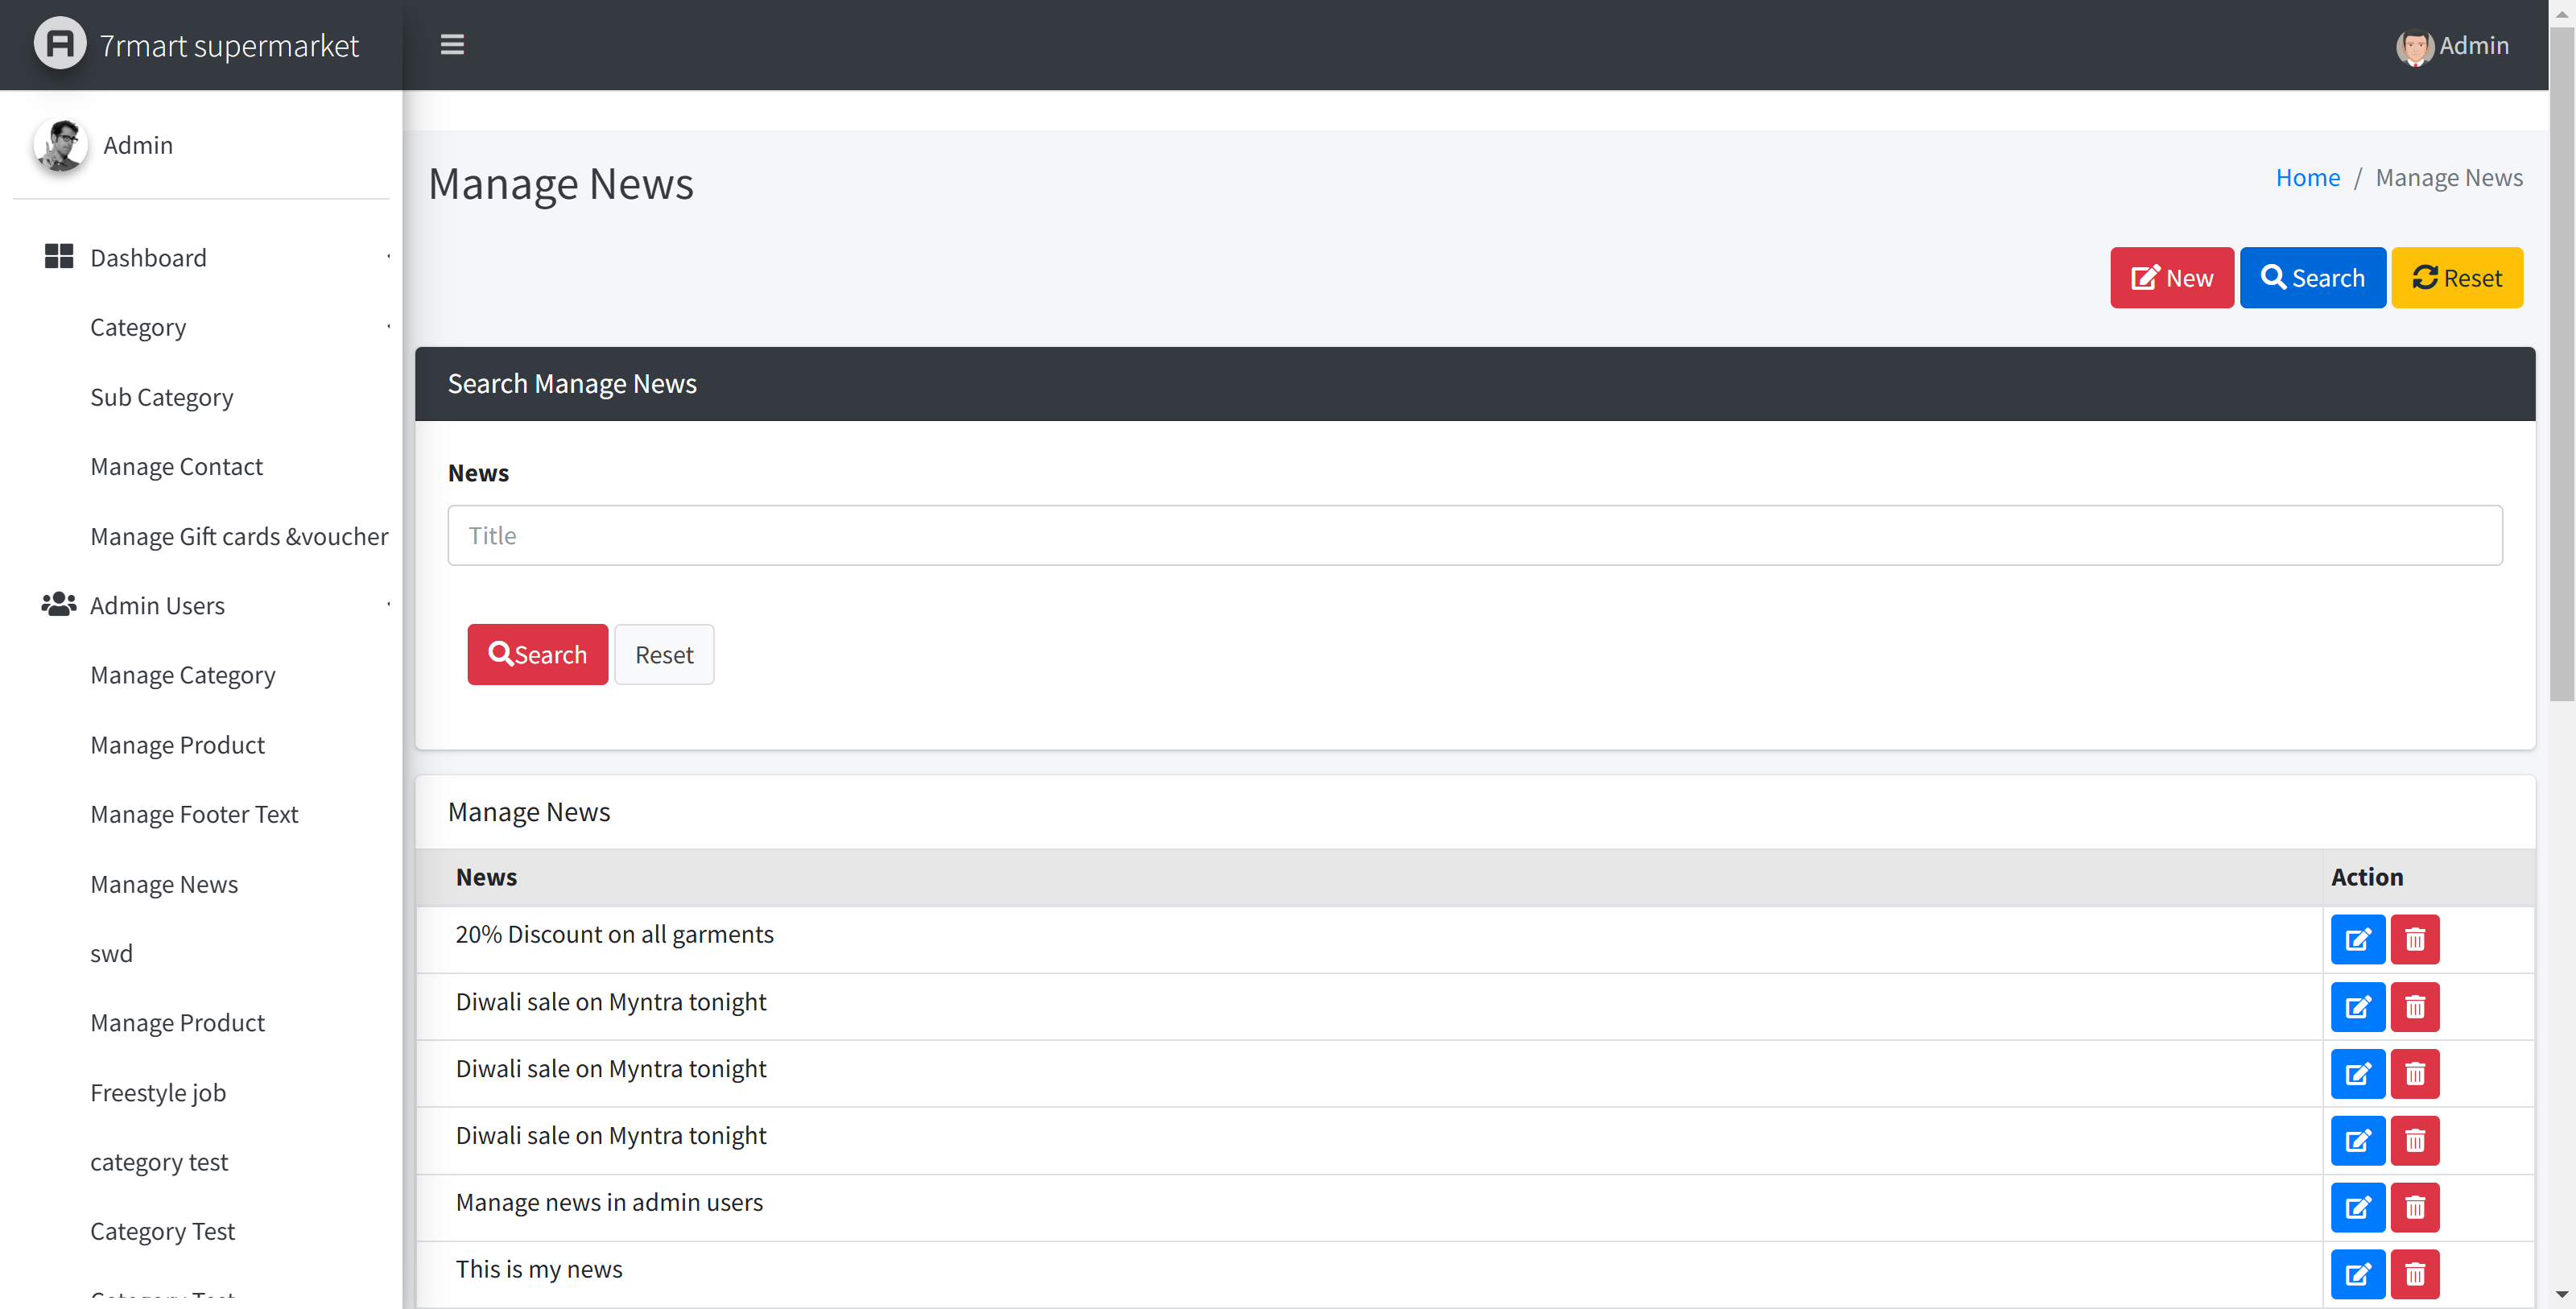 7rmart supermarket
Admin
Admin
Dashboard
Category
Sub Category
Manage Contact
Manage Gift cards &voucher
Admin Users
Manage Category
Manage Product
Manage Footer Text
Manage News
swd
Manage Product
Freestyle job
category test
Category Test
Category Test
Manage News
Home / Manage News
New Search Reset
Search Manage News
News
Title
Search Reset
Manage News
News Action
20% Discount on all garments
Diwali sale on Myntra tonight
Diwali sale on Myntra tonight
Diwali sale on Myntra tonight
Manage news in admin users
This is my news